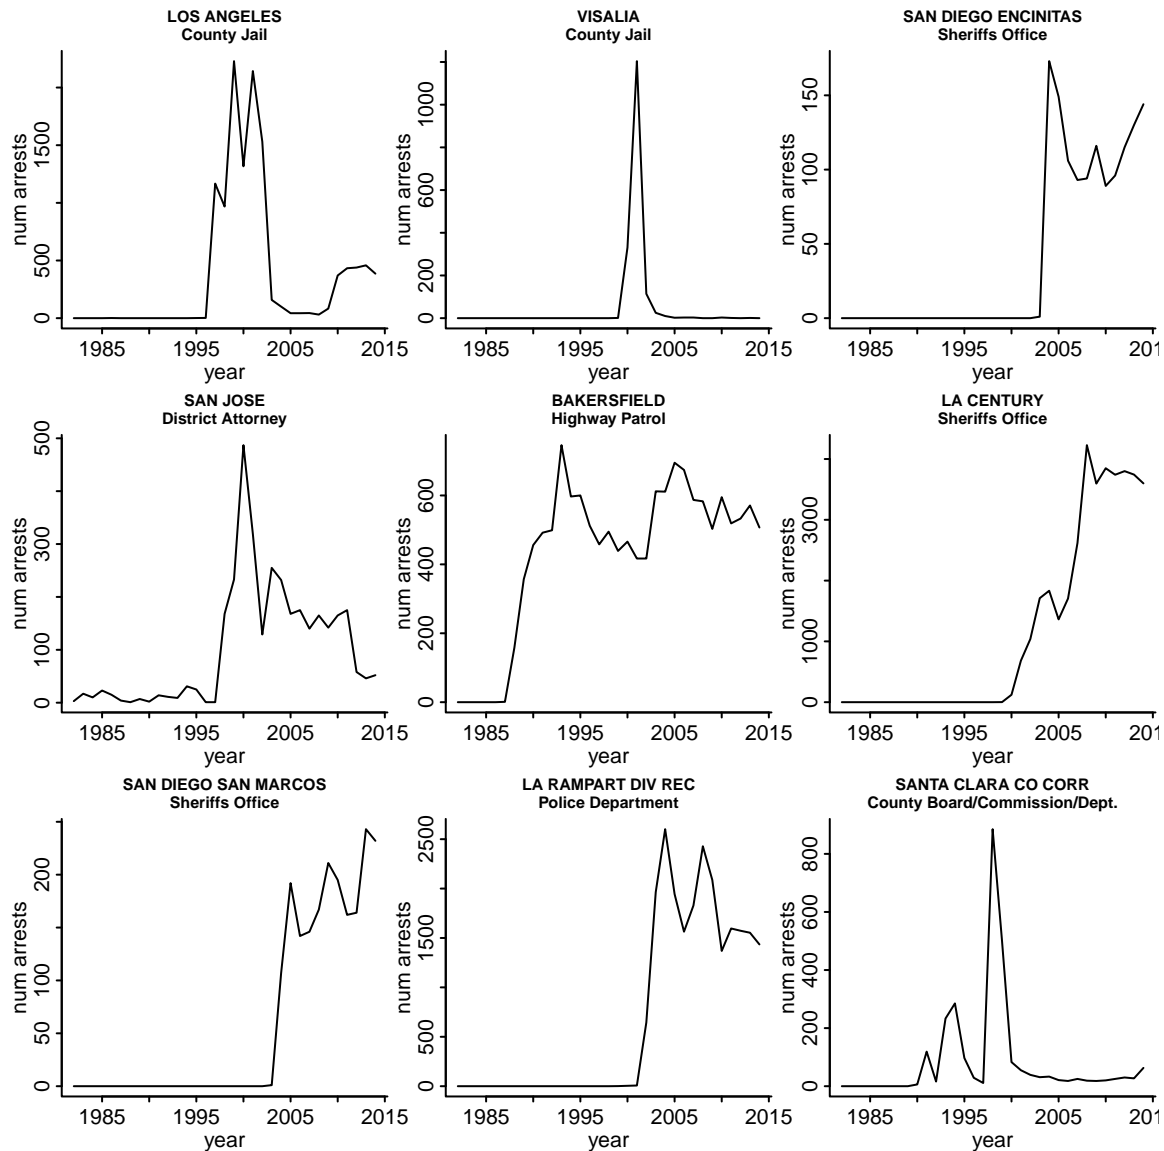 LOS ANGELES
County Jail
num arrests
0 500 1500
1985 1995 2005 2015
year
VISALIA
County Jail
num arrests
0 200 600 1000
1985 1995 2005 2015
year
SAN DIEGO ENCINITAS
Sheriffs Office
num arrests
0 50 100 150
1985 1995 2005 201
year
SAN JOSE
District Attorney
num arrests
0 100 300 500
1985 1995 2005 2015
year
BAKERSFIELD
Highway Patrol
num arrests
0 200 400 600
1985 1995 2005 2015
year
LA CENTURY
Sheriffs Office
num arrests
0 1000 3000
1985 1995 2005 201
year
SAN DIEGO SAN MARCOS
Sheriffs Office
num arrests
0 50 100 200
1985 1995 2005 2015
year
LA RAMPART DIV REC
Police Department
num arrests
0 500 1500 2500
1985 1995 2005 2015
year
SANTA CLARA CO CORR
County Board/Commission/Dept.
num arrests
0 200 400 600 800
1985 1995 2005 201
year